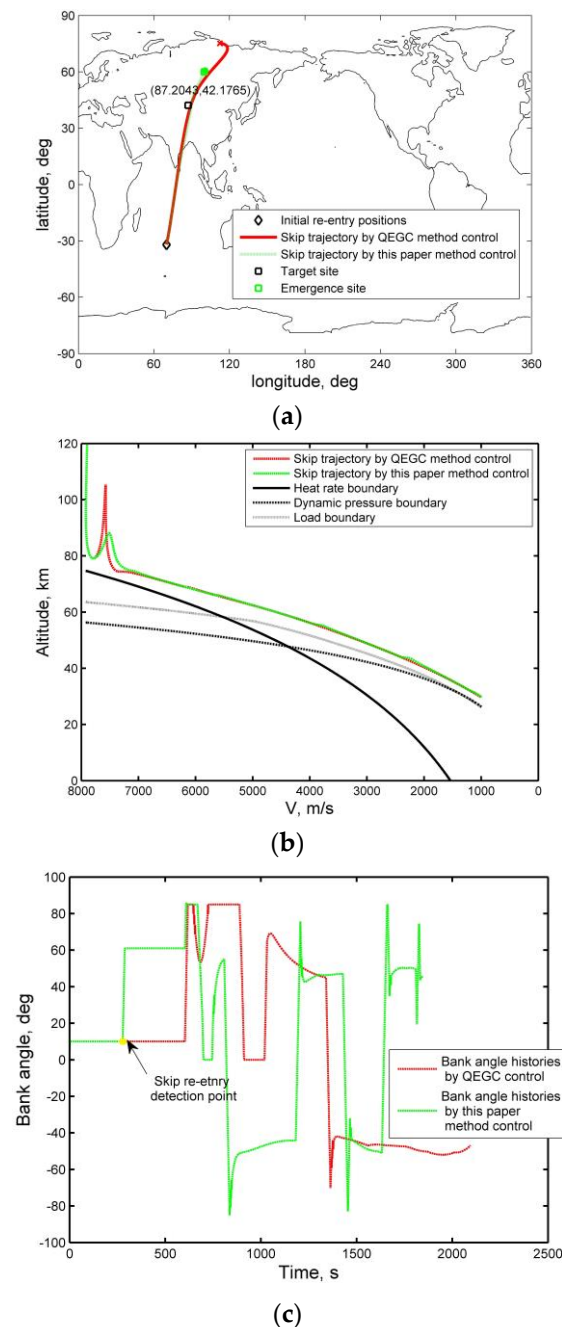 90
60
30
0
-30
-60
-90
latitude, deg
(87.2043,42.1765)
Initial re-entry positions
Skip trajectory by QEGC method control
Skip trajectory by this paper method control
Target site
Emergence site
0 60 120 180 240 300 360
longitude, deg
(a)
120
100
80
60
40
20
0
Altitude, km
Skip trajectory by QEGC method control
Skip trajectory by this paper method control
Heat rate boundary
Dynamic pressure boundary
Load boundary
8000 7000 6000 5000 4000 3000 2000 1000 0
V, m/s
(b)
100
80
60
40
20
0
-20
-40
-60
-80
-100
Bank angle, deg
Skip re-etnry
detection point
Bank angle histories
by QEGC control
Bank angle histories
by this paper
method control
0 500 1000 1500 2000 2500
Time, s
(c)